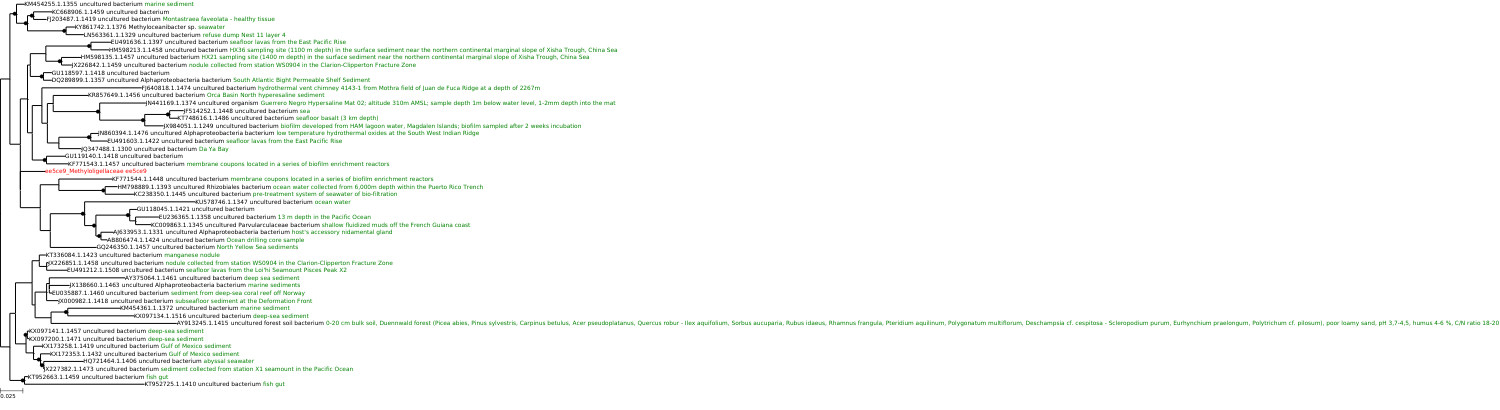 KM454255.1.1355 uncultured bacterium marine sediment
KC668906.1.1459 uncultured bacterium
FJ203487.1.1419 uncultured bacterium Montastraea faveolata - healthy tissue
KY861742.1.1376 Methyloceanibacter sp. seawater
LN563361.1.1329 uncultured bacterium refuse dump Nest 11 layer 4
EU491636.1.1397 uncultured bacterium seafloor lavas from the East Pacific Rise
HM598213.1.1458 uncultured bacterium HX36 sampling site (1100 m depth) in the surface sediment near the northern continental marginal slope of Xisha Trough, China Sea
HM598135.1.1457 uncultured bacterium HX21 sampling site (1400 m depth) in the surface sediment near the northern continental marginal slope of Xisha Trough, China Sea
JX226842.1.1459 uncultured bacterium nodule collected from station WS0904 in the Clarion-Clipperton Fracture Zone
GU118597.1.1418 uncultured bacterium
DQ289899.1.1357 uncultured Alphaproteobacteria bacterium South Atlantic Bight Permeable Shelf Sediment
FJ640818.1.1474 uncultured bacterium hydrothermal vent chimney 4143-1 from Mothra field of Juan de Fuca Ridge at a depth of 2267m
KR857649.1.1456 uncultured bacterium Orca Basin North hyperesaline sediment
JN441169.1.1374 uncultured organism Guerrero Negro Hypersaline Mat 02; altitude 310m AMSL; sample depth 1m below water level, 1-2mm depth into the mat
JF514252.1.1448 uncultured bacterium sea
KT748616.1.1486 uncultured bacterium seafloor basalt (3 km depth)
JX984051.1.1249 uncultured bacterium biofilm developed from HAM lagoon water, Magdalen Islands; biofilm sampled after 2 weeks incubation
JN860394.1.1476 uncultured Alphaproteobacteria bacterium low temperature hydrothermal oxides at the South West Indian Ridge
EU491603.1.1422 uncultured bacterium seafloor lavas from the East Pacific Rise
JQ347488.1.1300 uncultured bacterium Da Ya Bay
GU119140.1.1418 uncultured bacterium
KF771543.1.1457 uncultured bacterium membrane coupons located in a series of biofilm enrichment reactors
ee5ce9_Methyloligellaceae ee5ce9
KF771544.1.1448 uncultured bacterium membrane coupons located in a series of biofilm enrichment reactors
HM798889.1.1393 uncultured Rhizobiales bacterium ocean water collected from 6,000m depth within the Puerto Rico Trench
KC238350.1.1445 uncultured bacterium pre-treatment system of seawater of bio-filtration
KU578746.1.1347 uncultured bacterium ocean water
GU118045.1.1421 uncultured bacterium
EU236365.1.1358 uncultured bacterium 13 m depth in the Pacific Ocean
KC009863.1.1345 uncultured Parvularculaceae bacterium shallow fluidized muds off the French Guiana coast
AJ633953.1.1331 uncultured Alphaproteobacteria bacterium host's accessory nidamental gland
AB806474.1.1424 uncultured bacterium Ocean drilling core sample
GQ246350.1.1457 uncultured bacterium North Yellow Sea sediments
KT336084.1.1423 uncultured bacterium manganese nodule
JX226851.1.1458 uncultured bacterium nodule collected from station WS0904 in the Clarion-Clipperton Fracture Zone
EU491212.1.1508 uncultured bacterium seafloor lavas from the Loi'hi Seamount Pisces Peak X2
AY375064.1.1461 uncultured bacterium deep sea sediment
JX138660.1.1463 uncultured Alphaproteobacteria bacterium marine sediments
EU035887.1.1460 uncultured bacterium sediment from deep-sea coral reef off Norway
JX000982.1.1418 uncultured bacterium subseafloor sediment at the Deformation Front
KM454361.1.1372 uncultured bacterium marine sediment
KX097134.1.1516 uncultured bacterium deep-sea sediment
AY913245.1.1415 uncultured forest soil bacterium 0-20 cm bulk soil, Duennwald forest (Picea abies, Pinus sylvestris, Carpinus betulus, Acer pseudoplatanus, Quercus robur - Ilex aquifolium, Sorbus aucuparia, Rubus idaeus, Rhamnus frangula, Pteridium aquilinum, Polygonatum multiflorum, Deschampsia cf. cespitosa - Scleropodium purum, Eurhynchium praelongum, Polytrichum cf. pilosum), poor loamy sand, pH 3,7-4,5, humus 4-6 %, C/N ratio 18-20
KX097141.1.1457 uncultured bacterium deep-sea sediment
KX097200.1.1471 uncultured bacterium deep-sea sediment
KX173258.1.1419 uncultured bacterium Gulf of Mexico sediment
KX172353.1.1432 uncultured bacterium Gulf of Mexico sediment
HQ721464.1.1406 uncultured bacterium abyssal seawater
JX227382.1.1473 uncultured bacterium sediment collected from station X1 seamount in the Pacific Ocean
KT952663.1.1459 uncultured bacterium fish gut
KT952725.1.1410 uncultured bacterium fish gut
0.025